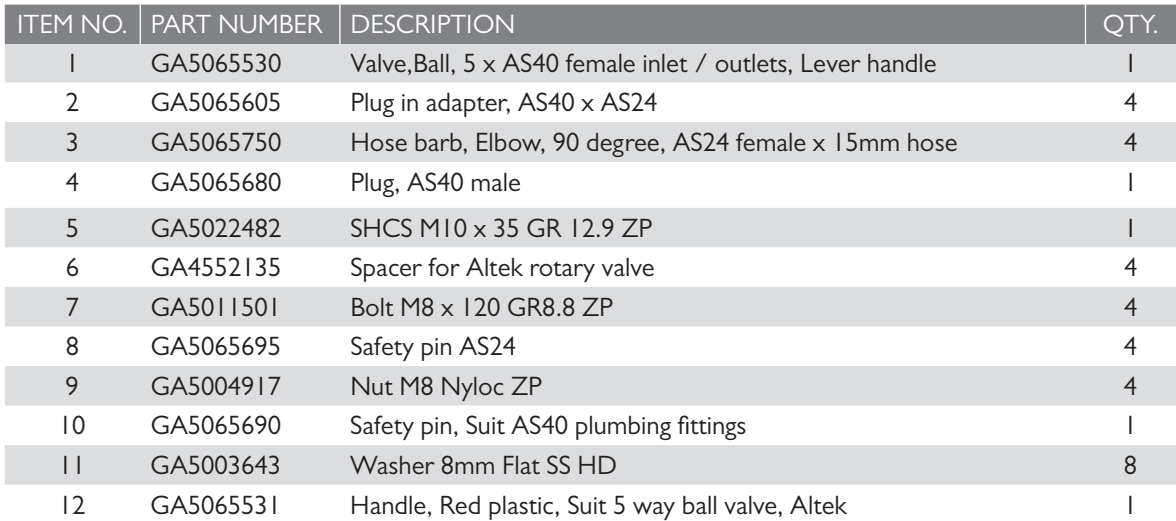 ITEM NO. PART NUMBER DESCRIPTION QTY.
1 GA5065530 Valve,Ball, 5 x AS40 female inlet / outlets, Lever handle 1
2 GA5065605 Plug in adapter, AS40 x AS24 4
3 GA5065750 Hose barb, Elbow, 90 degree, AS24 female x 15mm hose 4
4 GA5065680 Plug, AS40 male 1
5 GA5022482 SHCS M10 x 35 GR 12.9 ZP 1
6 GA4552135 Spacer for Altek rotary valve 4
7 GA5011501 Bolt M8 x 120 GR8.8 ZP 4
8 GA5065695 Safety pin AS24 4
9 GA5004917 Nut M8 Nyloc ZP 4
10 GA5065690 Safety pin, Suit AS40 plumbing fittings 1
11 GA5003643 Washer 8mm Flat SS HD 8
12 GA5065531 Handle, Red plastic, Suit 5 way ball valve, Altek 1